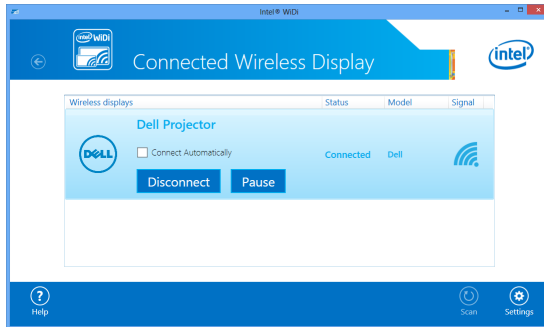 Intel® WiDi
intel WiDi
Connected Wireless Display
intel
Wireless displays Status Model Signal
Dell Projector
DELL
Connect Automatically
Connected Dell
Disconnect Pause
? Help
Scan Settings